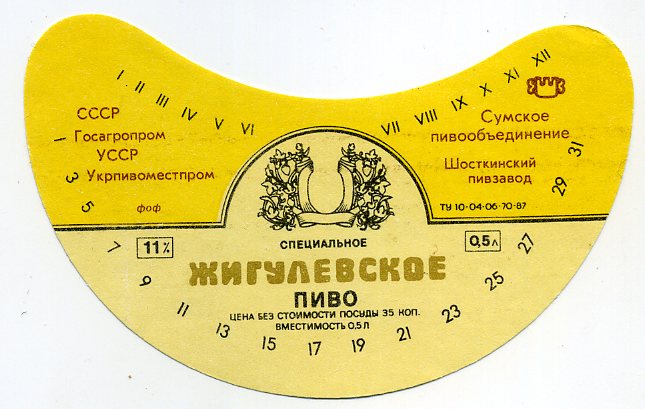 I II III IV V VI VII VIII IX X XI XII
СССР
Госагропром
УССР
Укрпивоместпром
фоф
Сумское
пивообъединение
Шосткинский
пивзавод
ТУ 10-04-06-70-87
11%
0,5л
СПЕЦИАЛЬНОЕ
ЖИГУЛЕВСКОЕ
ПИВО
ЦЕНА БЕЗ СТОИМОСТИ ПОСУДЫ 35 КОП.
ВМЕСТИМОСТЬ 0,5 Л
1 3 5 7 9 11 13 15 17 19 21 23 25 27 29 31